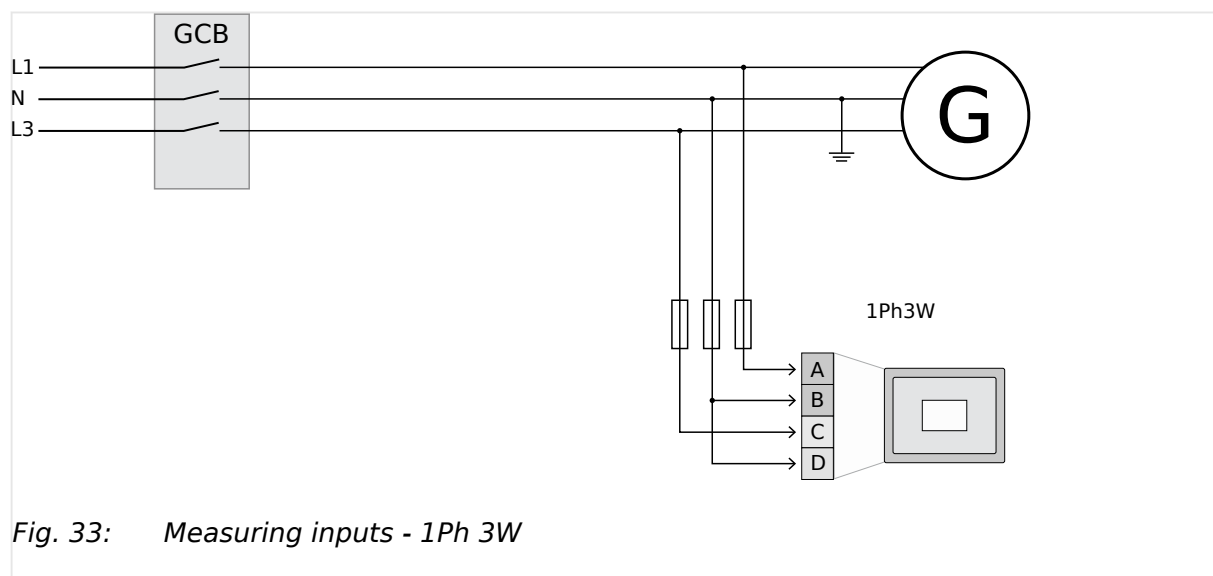 GCB
L1
N
L3
G
1Ph3W
A
B
C
D
Fig. 33: Measuring inputs - 1Ph 3W